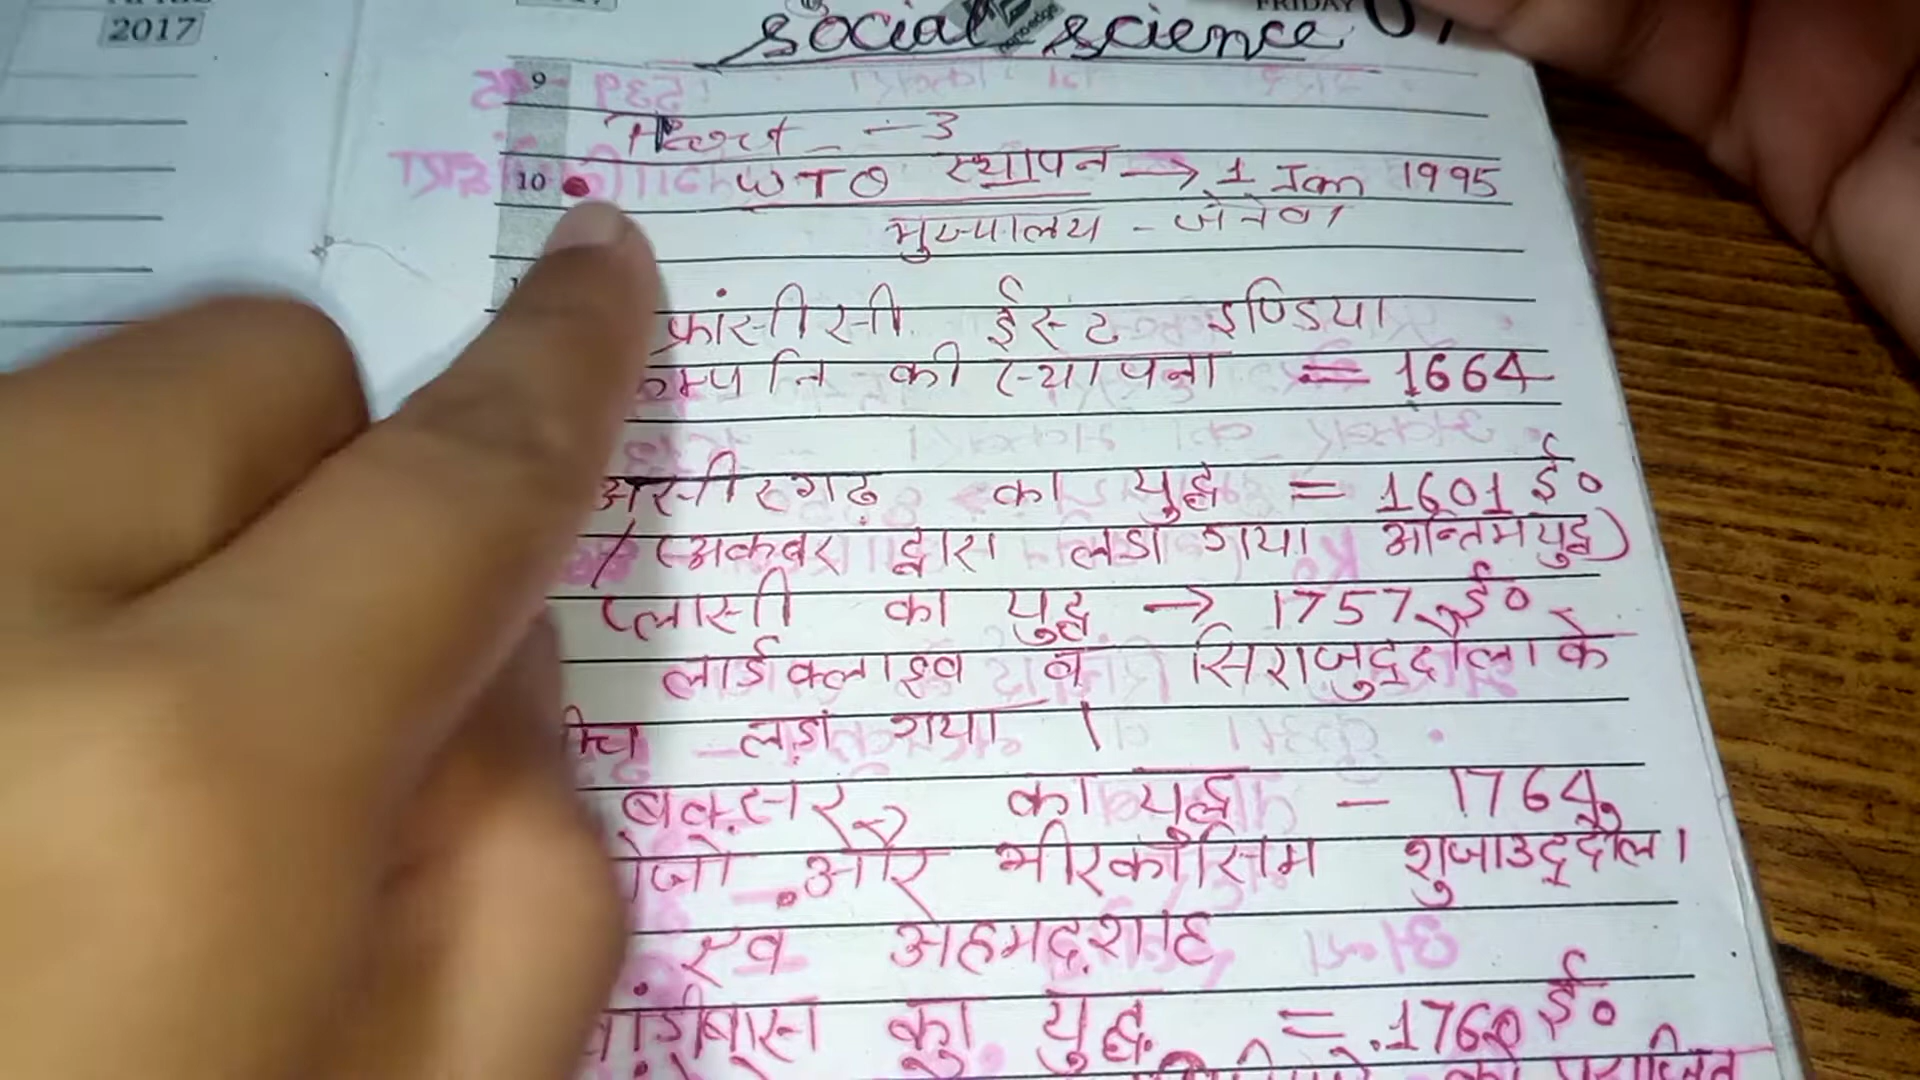 2017
FRIDAY
social science
9
- 3
10 WTO स्थापन → 1 Jan 1995
मुख्यालय - जेनेवा
फ्रांसीसी ईस्ट इण्डिया
कम्पनि की स्थापना = 1664
असीरगढ़ का युद्ध = 1601 ई०
(अकबर द्वारा लडा गया अन्तिमयुद्ध)
प्लासी का युद्ध → 1757 ई०
लार्डक्लाइव व सिराजुद्दौला के
लडा गया ।
बक्सर का युद्ध - 1764
और मीरकासिम शुजाउद्दौला
एव अहमदशाह
का युद्ध = 1760 ई०